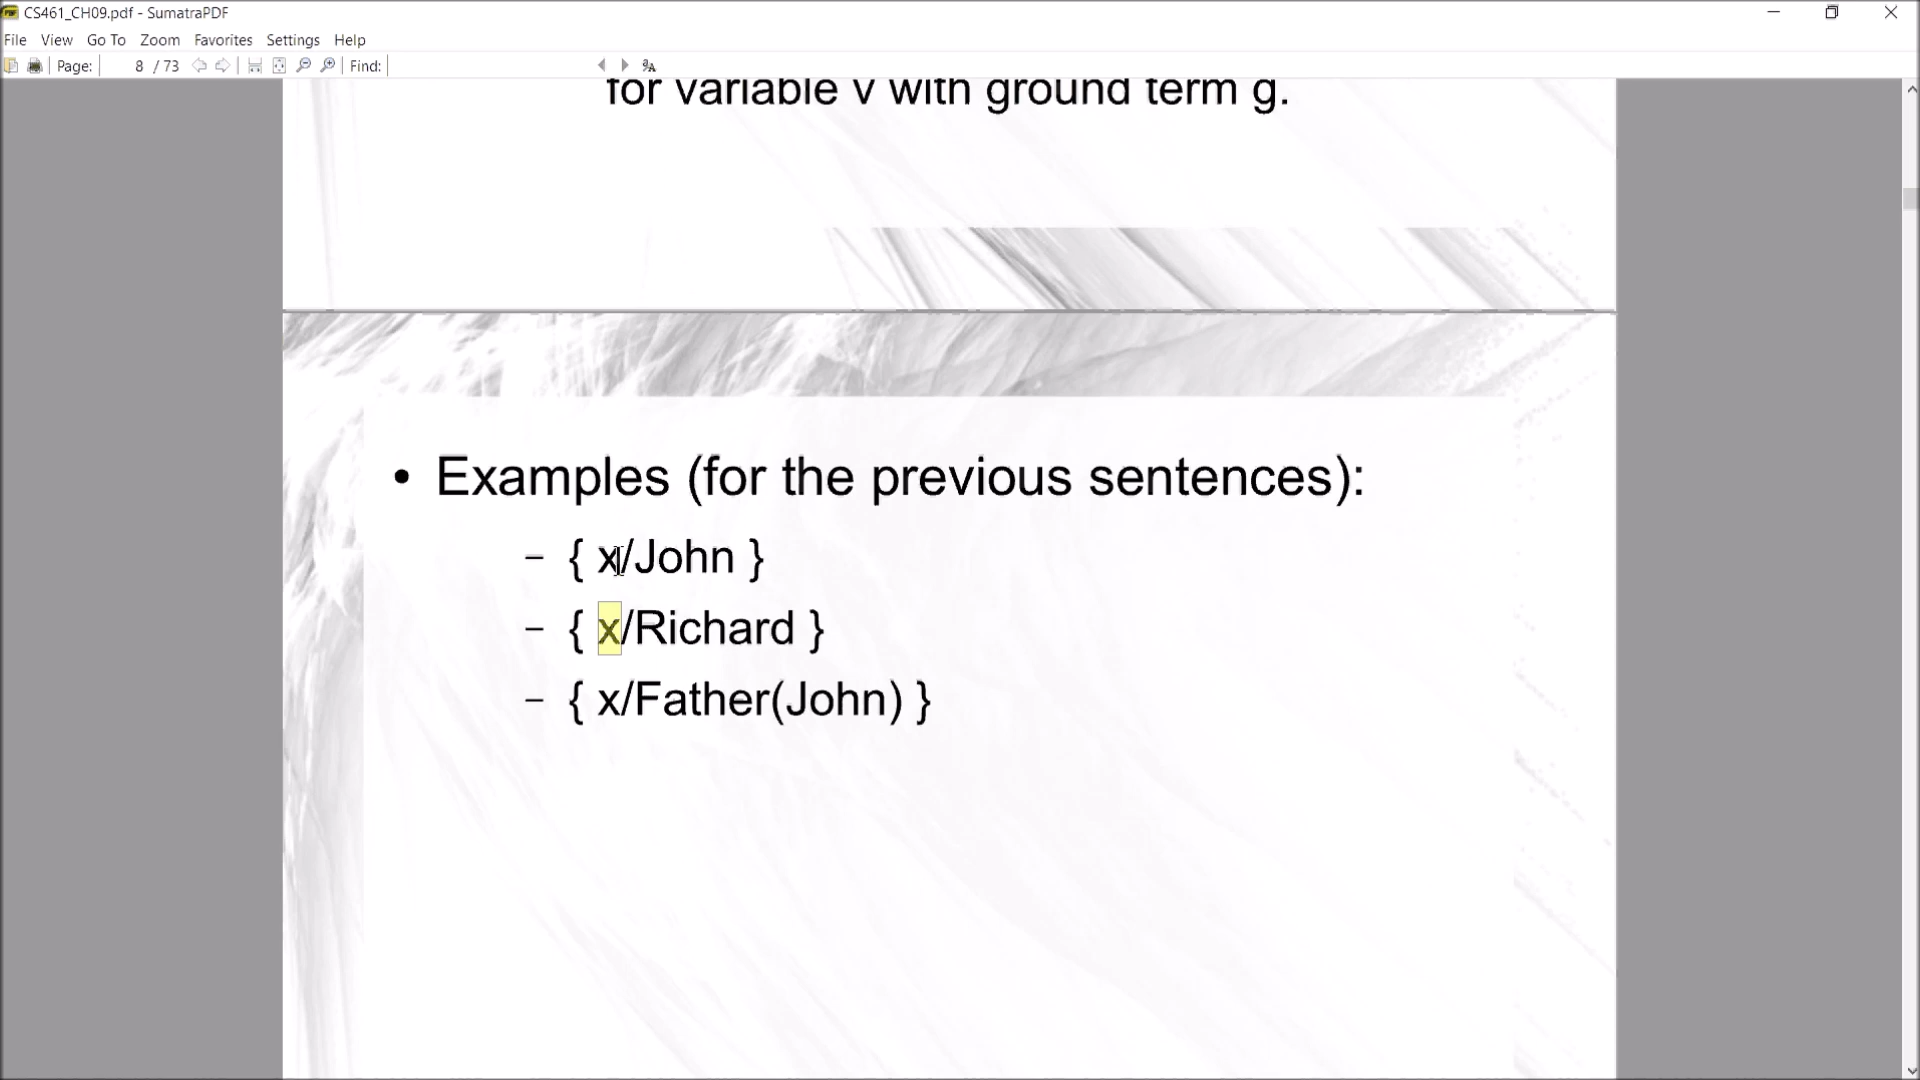 CS461_CH09.pdf - SumatraPDF
File View Go To Zoom Favorites Settings Help
Page: 8 / 73 Find:
for variable v with ground term g.
• Examples (for the previous sentences):
– { x/John }
– { x/Richard }
– { x/Father(John) }